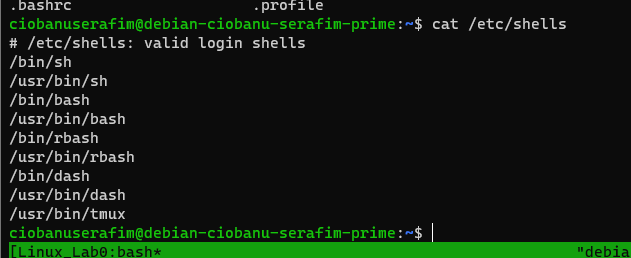 .bashrc .profile
ciobanuserafim@debian-ciobanu-serafim-prime:~$ cat /etc/shells
# /etc/shells: valid login shells
/bin/sh
/usr/bin/sh
/bin/bash
/usr/bin/bash
/bin/rbash
/usr/bin/rbash
/bin/dash
/usr/bin/dash
/usr/bin/tmux
ciobanuserafim@debian-ciobanu-serafim-prime:~$
[Linux_Lab0:bash* "debia